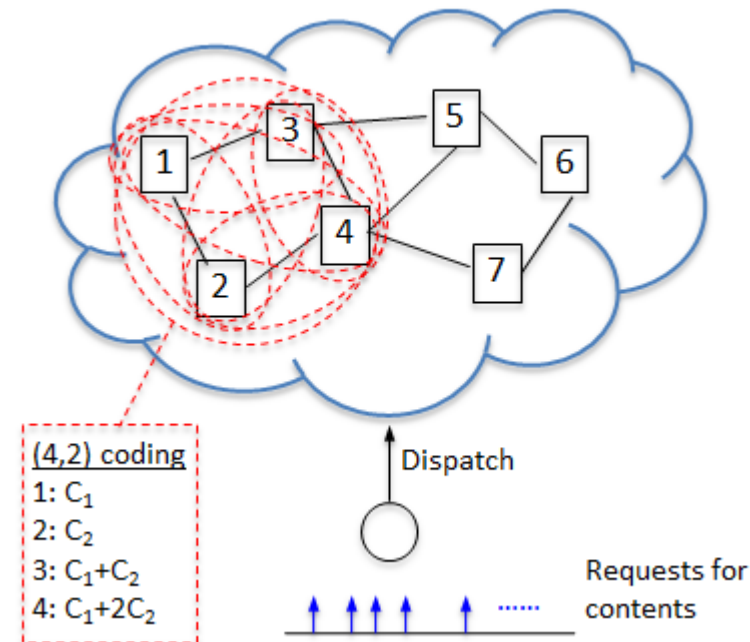 5
3
6
1
4
7
2
(4,2) coding
1: C₁
2: C₂
3: C₁+C₂
4: C₁+2C₂
Dispatch
Requests for
contents